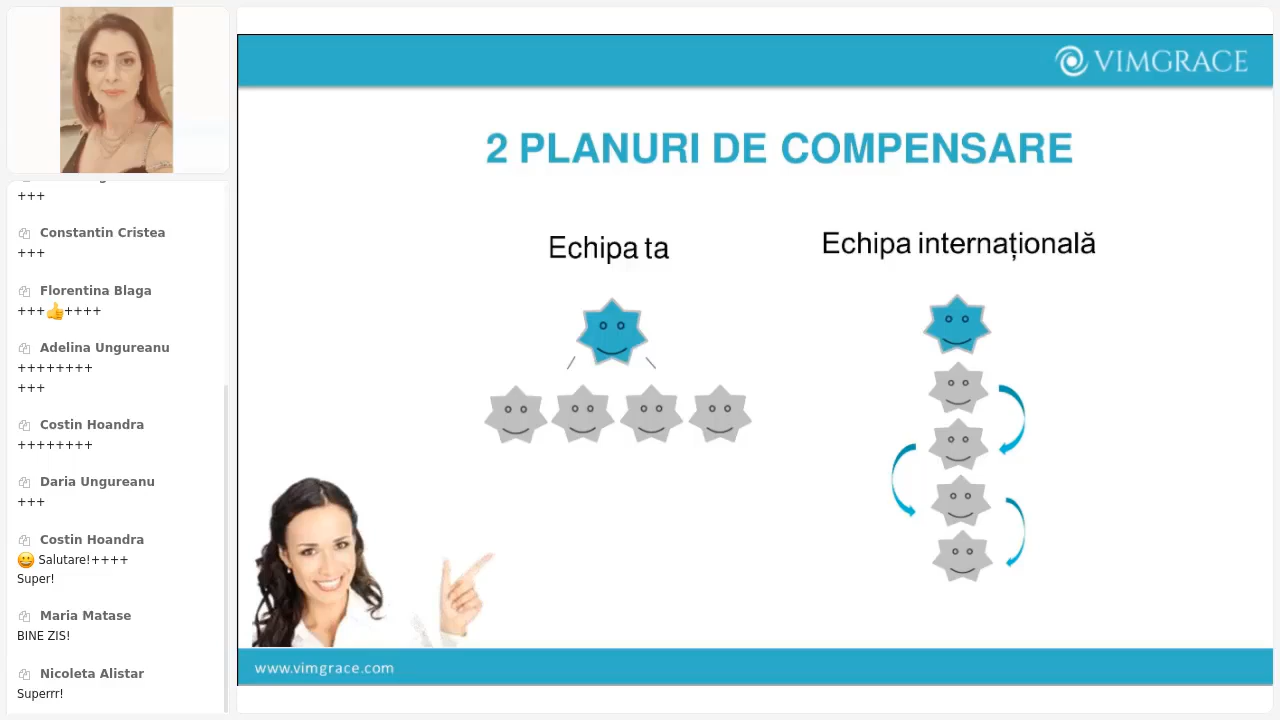 +++
Constantin Cristea
+++
Florentina Blaga
+++👍++++
Adelina Ungureanu
++++++++
+++
Costin Hoandra
++++++++
Daria Ungureanu
+++
Costin Hoandra
😀 Salutare!++++
Super!
Maria Matase
BINE ZIS!
Nicoleta Alistar
Superrr!
VIMGRACE
2 PLANURI DE COMPENSARE
Echipa ta
Echipa internațională
www.vimgrace.com